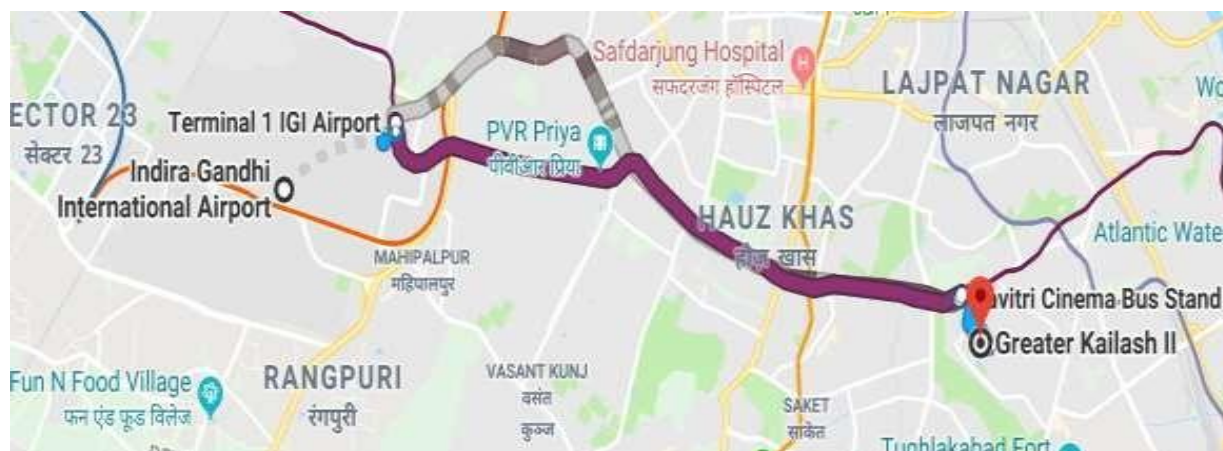 Safdarjung Hospital
सफदरजंग हॉस्पिटल
LAJPAT NAGAR
लाजपत नगर
ECTOR 23
सेक्टर 23
Terminal 1 IGI Airport
PVR Priya
पीवीआर प्रिया
Indira Gandhi
International Airport
HAUZ KHAS
हौज़ खास
Atlantic Wate
MAHIPALPUR
महिपालपुर
avitri Cinema Bus Stand
Greater Kailash II
Fun N Food Village
फन एंड फूड विलेज
RANGPURI
रंगपुरी
VASANT KUNJ
वसंत
कुञ्ज
SAKET
साकेत
Tughlakabad Fort